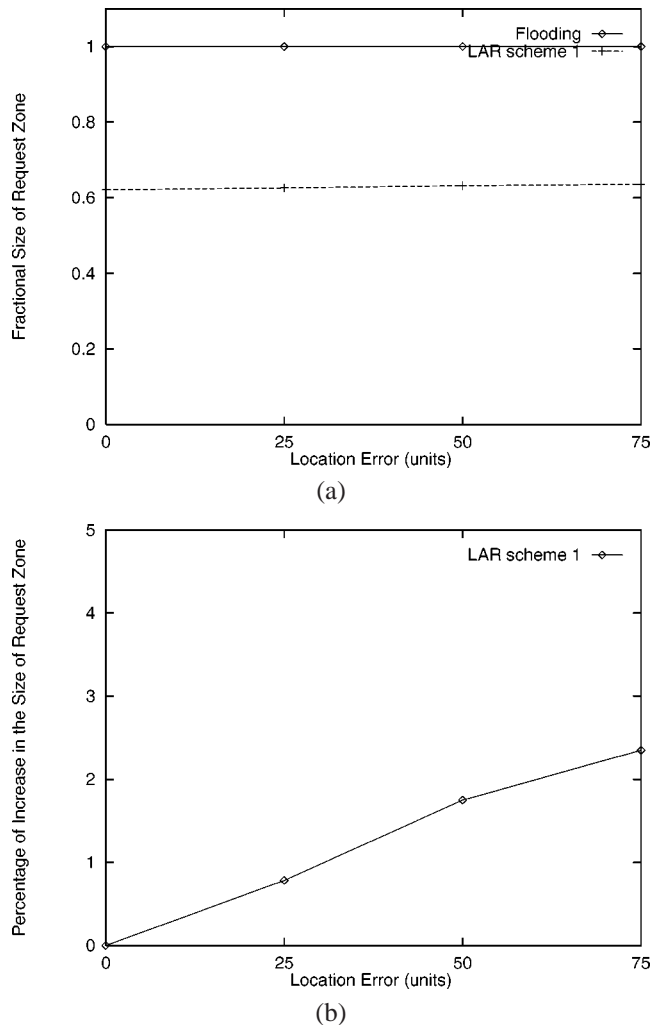 Fractional Size of Request Zone
1
0.8
0.6
0.4
0.2
0
Flooding
LAR scheme 1
0
25
50
75
Location Error (units)
(a)
Percentage of Increase in the Size of Request Zone
5
4
3
2
1
0
LAR scheme 1
0
25
50
75
Location Error (units)
(b)